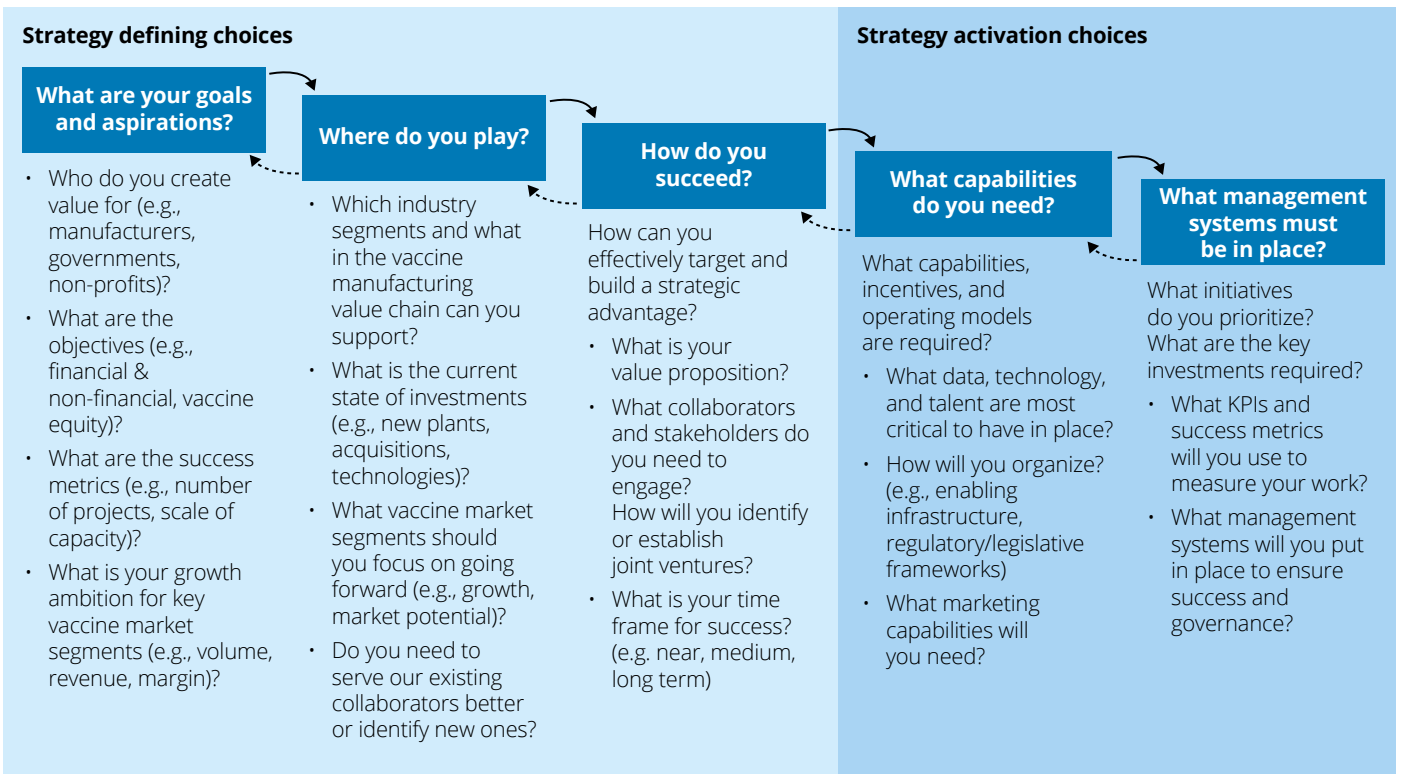 Strategy defining choices
What are your goals
and aspirations?
• Who do you create
value for (e.g.,
manufacturers,
governments,
non-profits)?
• What are the
objectives (e.g.,
financial &
non-financial, vaccine
equity)?
• What are the success
metrics (e.g., number
of projects, scale of
capacity)?
• What is your growth
ambition for key
vaccine market
segments (e.g., volume,
revenue, margin)?
Where do you play?
• Which industry
segments and what
in the vaccine
manufacturing
value chain can you
support?
• What is the current
state of investments
(e.g., new plants,
acquisitions,
technologies)?
• What vaccine market
segments should
you focus on going
forward (e.g., growth,
market potential)?
• Do you need to
serve our existing
collaborators better
or identify new ones?
How do you
succeed?
How can you
effectively target and
build a strategic
advantage?
• What is your
value proposition?
• What collaborators
and stakeholders do
you need to
engage?
How will you identify
or establish
joint ventures?
• What is your time
frame for success?
(e.g. near, medium,
long term)
Strategy activation choices
What capabilities
do you need?
What capabilities,
incentives, and
operating models
are required?
• What data, technology,
and talent are most
critical to have in place?
• How will you organize?
(e.g., enabling
infrastructure,
regulatory/legislative
frameworks)
• What marketing
capabilities will
you need?
What management
systems must
be in place?
What initiatives
do you prioritize?
What are the key
investments required?
• What KPIs and
success metrics
will you use to
measure your work?
• What management
systems will you put
in place to ensure
success and
governance?